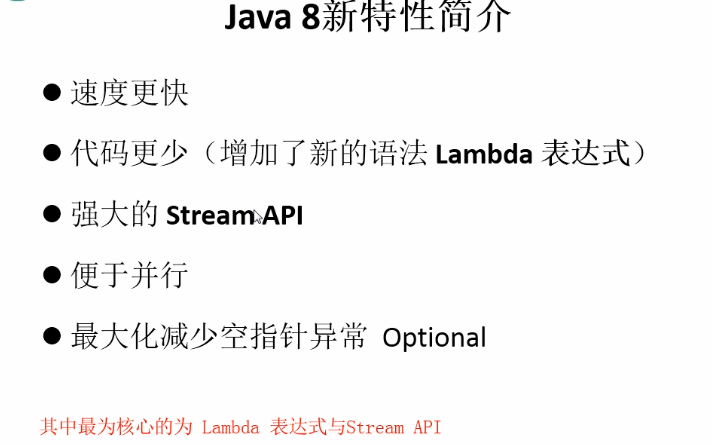 Java 8新特性简介
● 速度更快
● 代码更少（增加了新的语法 Lambda 表达式）
● 强大的 Stream API
● 便于并行
● 最大化减少空指针异常 Optional
其中最为核心的为 Lambda 表达式与Stream API